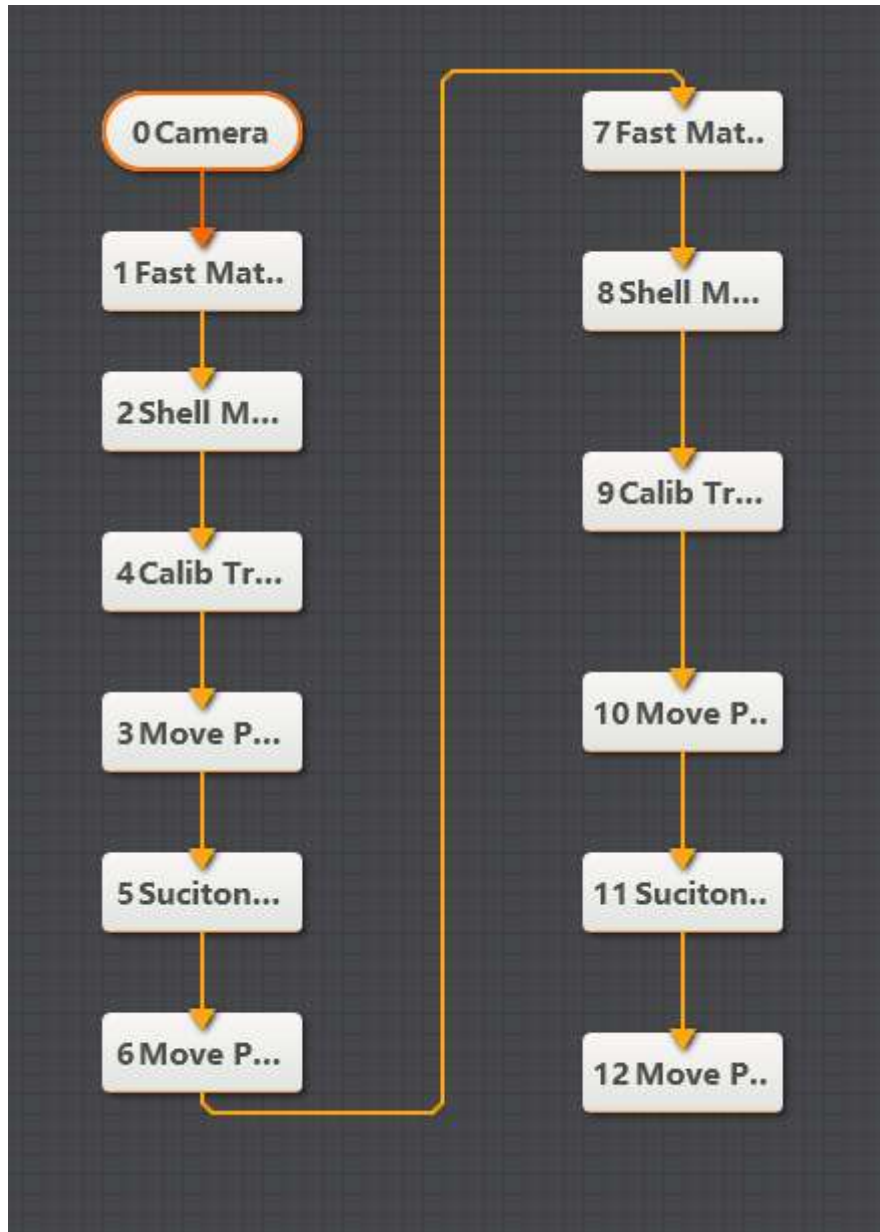 0 Camera
1 Fast Mat..
2 Shell M...
4 Calib Tr...
3 Move P...
5 Suciton...
6 Move P...
7 Fast Mat..
8 Shell M...
9 Calib Tr...
10 Move P..
11 Suciton..
12 Move P..